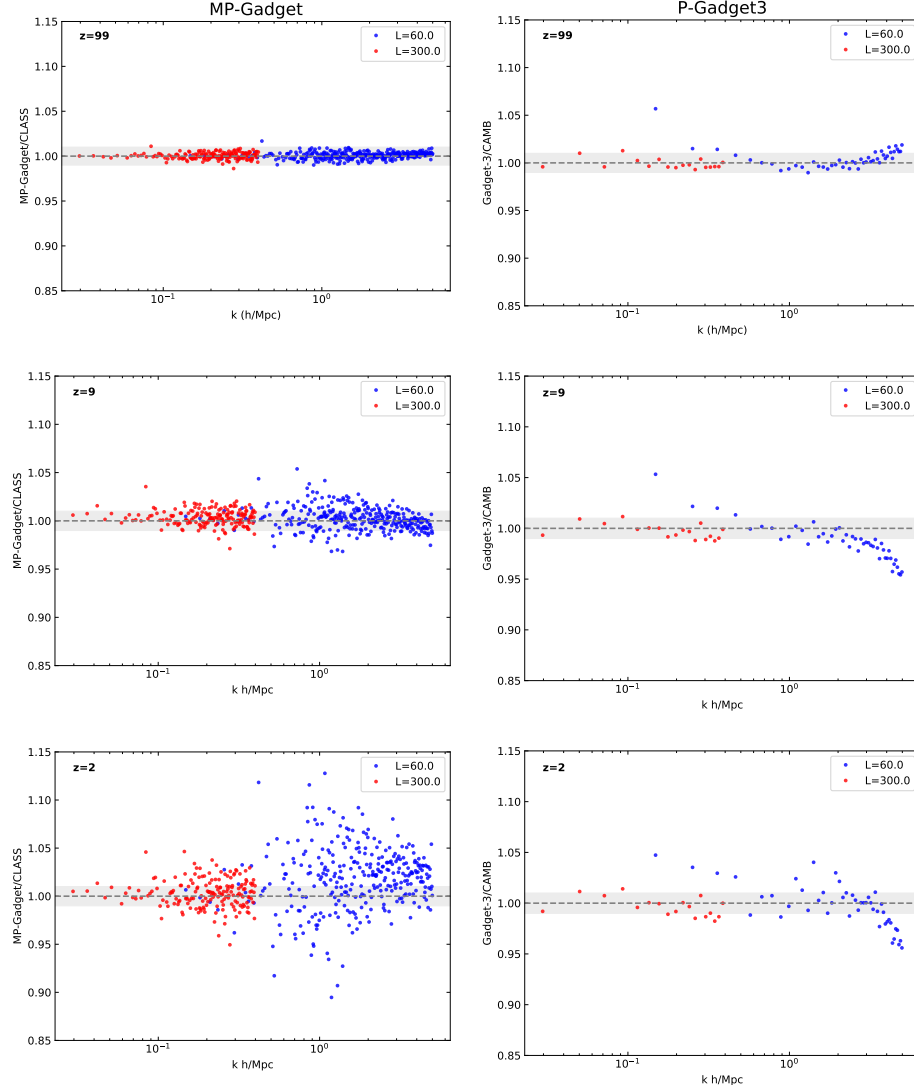 MP-Gadget
P-Gadget3
z=99
L=60.0
L=300.0
1.15
1.10
1.05
1.00
0.95
0.90
0.85
MP-Gadget/CLASS
10⁻¹
10⁰
k (h/Mpc)
z=99
L=60.0
L=300.0
1.15
1.10
1.05
1.00
0.95
0.90
0.85
Gadget-3/CAMB
10⁻¹
10⁰
k (h/Mpc)
z=9
L=60.0
L=300.0
1.15
1.10
1.05
1.00
0.95
0.90
0.85
MP-Gadget/CLASS
10⁻¹
10⁰
k h/Mpc
z=9
L=60.0
L=300.0
1.15
1.10
1.05
1.00
0.95
0.90
0.85
Gadget-3/CAMB
10⁻¹
10⁰
k h/Mpc
z=2
L=60.0
L=300.0
1.15
1.10
1.05
1.00
0.95
0.90
0.85
MP-Gadget/CLASS
10⁻¹
10⁰
k h/Mpc
z=2
L=60.0
L=300.0
1.15
1.10
1.05
1.00
0.95
0.90
0.85
Gadget-3/CAMB
10⁻¹
10⁰
k h/Mpc